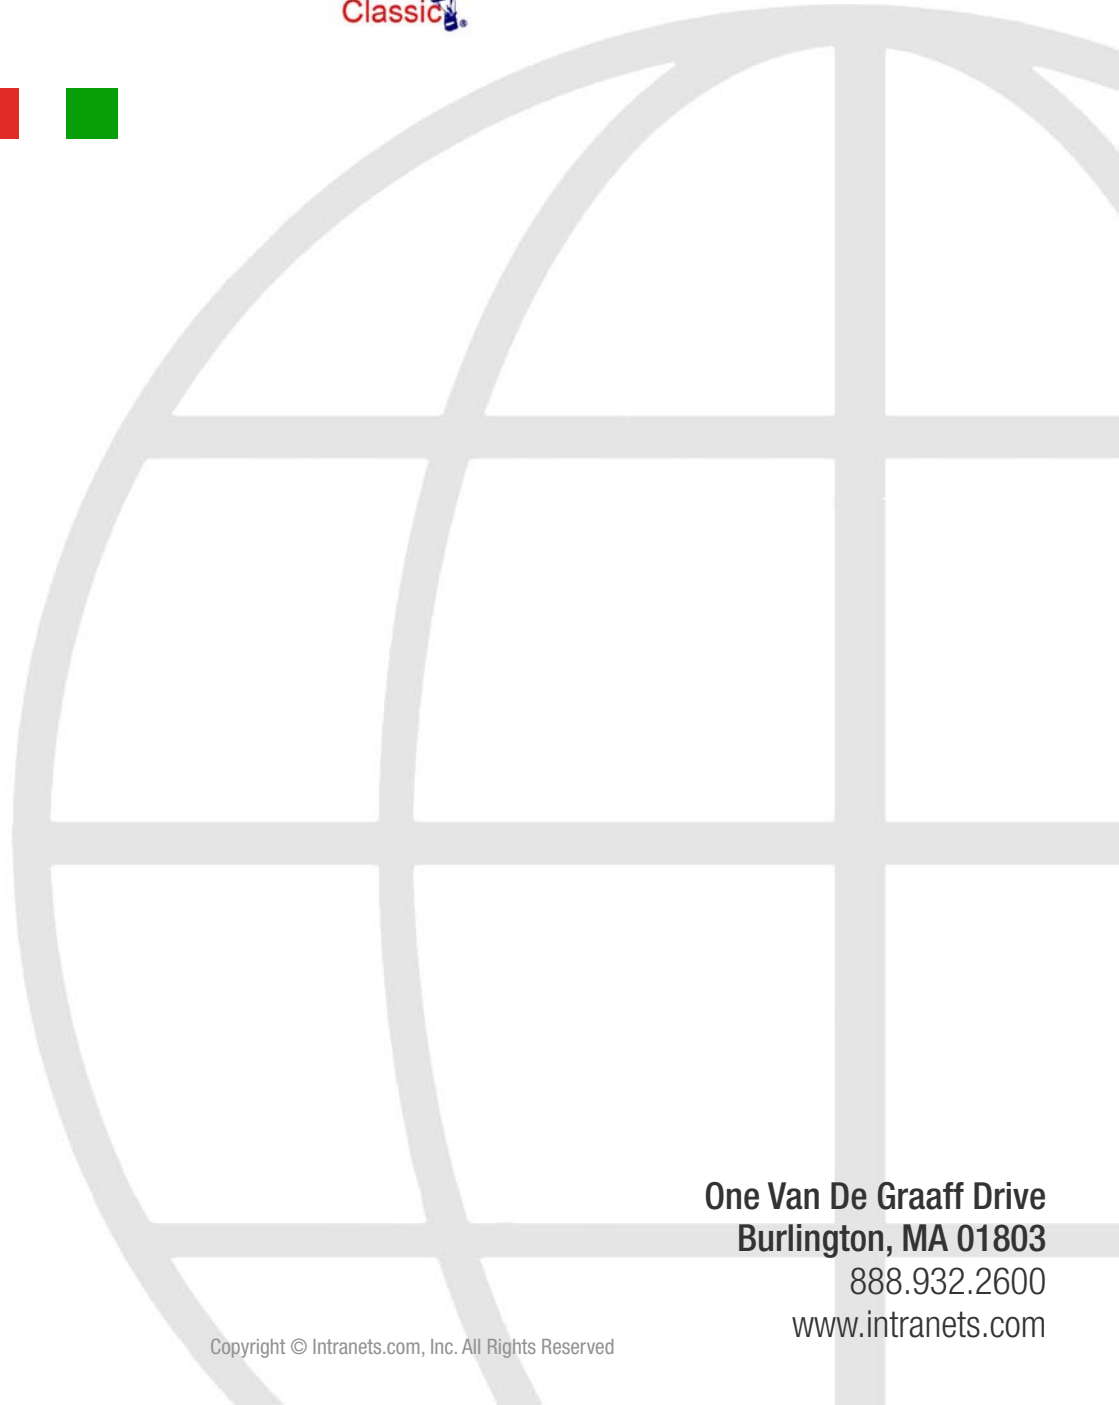 Classic
One Van De Graaff Drive
Burlington, MA 01803
888.932.2600
www.intranets.com
Copyright © Intranets.com, Inc. All Rights Reserved